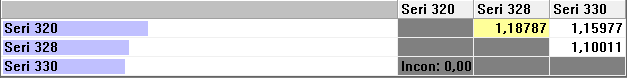 Seri 320 Seri 328 Seri 330
Seri 320 1,18787 1,15977
Seri 328 1,10011
Seri 330 Incon: 0,00